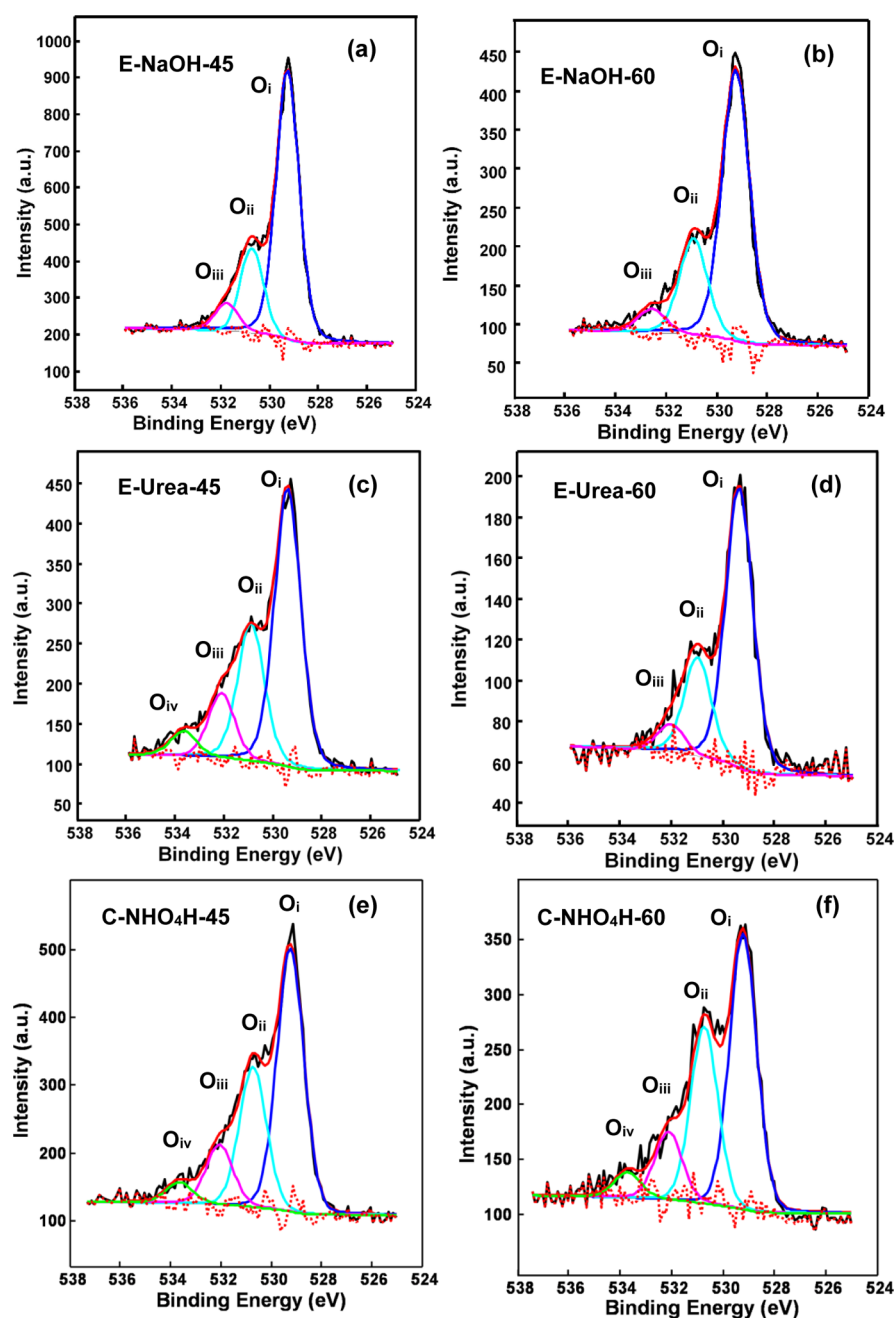 (a)
E-NaOH-45
Oi
Oii
Oiii
Intensity (a.u.)
1000
900
800
700
600
500
400
300
200
100
538 536 534 532 530 528 526 524
Binding Energy (eV)
(b)
E-NaOH-60
Oi
Oii
Oiii
Intensity (a.u.)
450
400
350
300
250
200
150
100
50
538 536 534 532 530 528 526 524
Binding Energy (eV)
(c)
E-Urea-45
Oi
Oii
Oiii
Oiv
Intensity (a.u.)
450
400
350
300
250
200
150
100
50
538 536 534 532 530 528 526 524
Binding Energy (eV)
(d)
E-Urea-60
Oi
Oii
Oiii
Intensity (a.u.)
200
180
160
140
120
100
80
60
40
538 536 534 532 530 528 526 524
Binding Energy (eV)
(e)
C-NHO₄H-45
Oi
Oii
Oiii
Oiv
Intensity (a.u.)
500
400
300
200
100
538 536 534 532 530 528 526 524
Binding Energy (eV)
(f)
C-NHO₄H-60
Oi
Oii
Oiii
Oiv
Intensity (a.u.)
350
300
250
200
150
100
538 536 534 532 530 528 526 524
Binding Energy (eV)